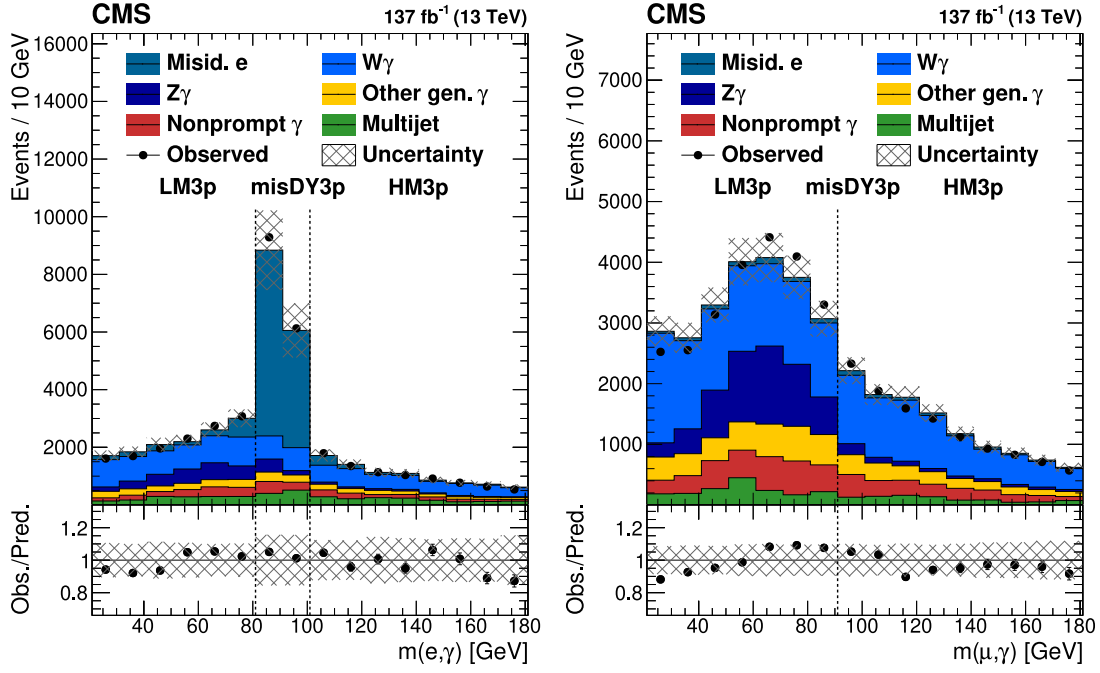 CMS 137 fb⁻¹ (13 TeV)
Events / 10 GeV
16000
14000
12000
10000
8000
6000
4000
2000
Misid. e Wγ
Zγ Other gen. γ
Nonprompt γ Multijet
Observed Uncertainty
LM3p misDY3p HM3p
Obs./Pred.
1.2
1
0.8
40 60 80 100 120 140 160 180
m(e,γ) [GeV]
CMS 137 fb⁻¹ (13 TeV)
Events / 10 GeV
7000
6000
5000
4000
3000
2000
1000
Misid. e Wγ
Zγ Other gen. γ
Nonprompt γ Multijet
Observed Uncertainty
LM3p misDY3p HM3p
Obs./Pred.
1.2
1
0.8
40 60 80 100 120 140 160 180
m(μ,γ) [GeV]